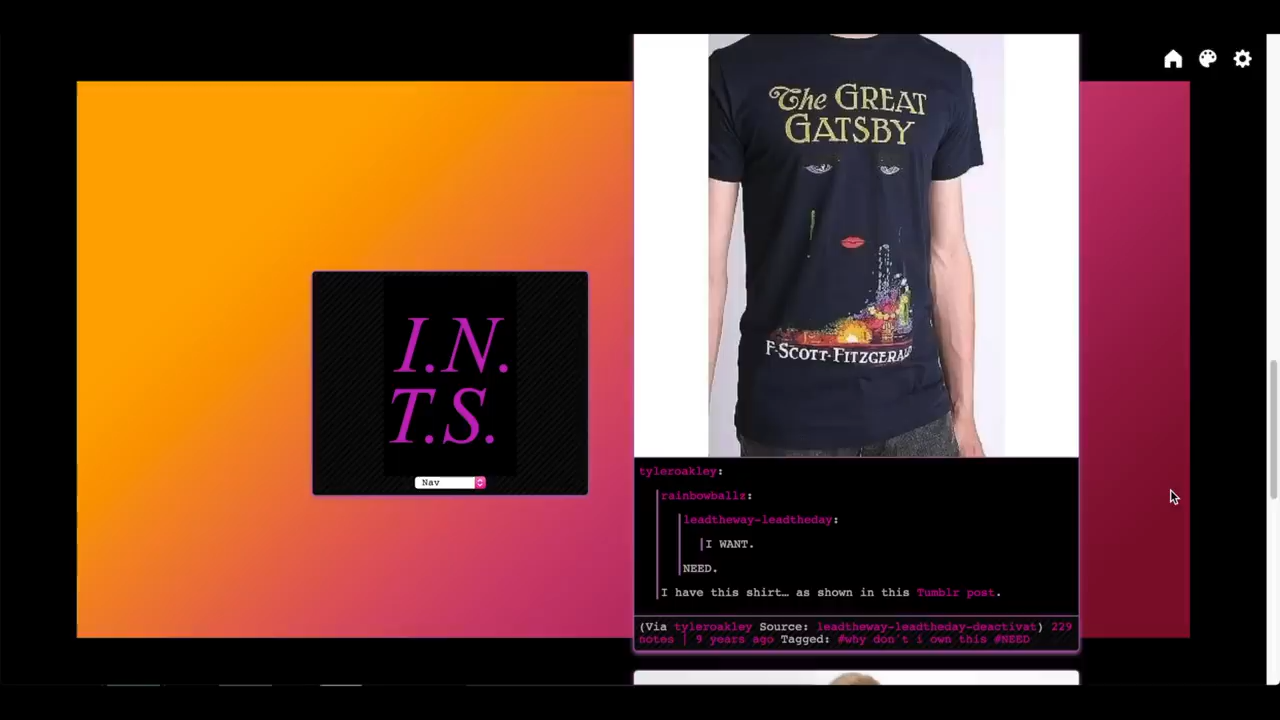 The GREAT
GATSBY
F·SCOTT·FITZGERALD
I.N.
T.S.
Nav
tyleroakley:
rainbowballz:
leadtheway-leadtheday:
I WANT.
NEED.
I have this shirt… as shown in this Tumblr post.
(Via tyleroakley Source: leadtheway-leadtheday-deactivat) 229
notes | 9 years ago Tagged: #why don't i own this #NEED